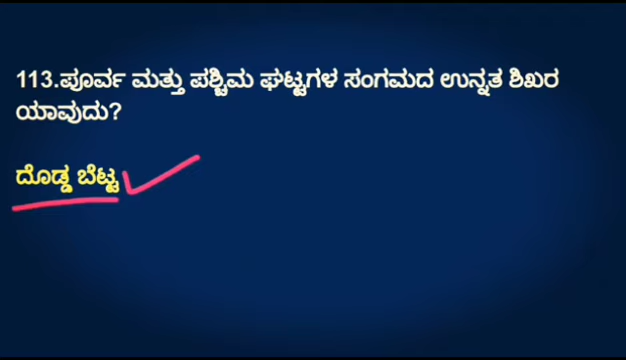 113.ಪೂರ್ವ ಮತ್ತು ಪಶ್ಚಿಮ ಘಟ್ಟಗಳ ಸಂಗಮದ ಉನ್ನತ ಶಿಖರ
ಯಾವುದು?
ದೊಡ್ಡ ಬೆಟ್ಟ